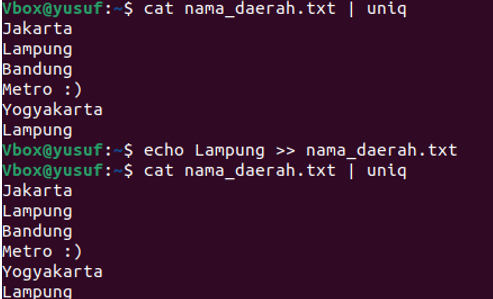 Vbox@yusuf:~$ cat nama_daerah.txt | uniq
Jakarta
Lampung
Bandung
Metro :)
Yogyakarta
Lampung
Vbox@yusuf:~$ echo Lampung >> nama_daerah.txt
Vbox@yusuf:~$ cat nama_daerah.txt | uniq
Jakarta
Lampung
Bandung
Metro :)
Yogyakarta
Lampung